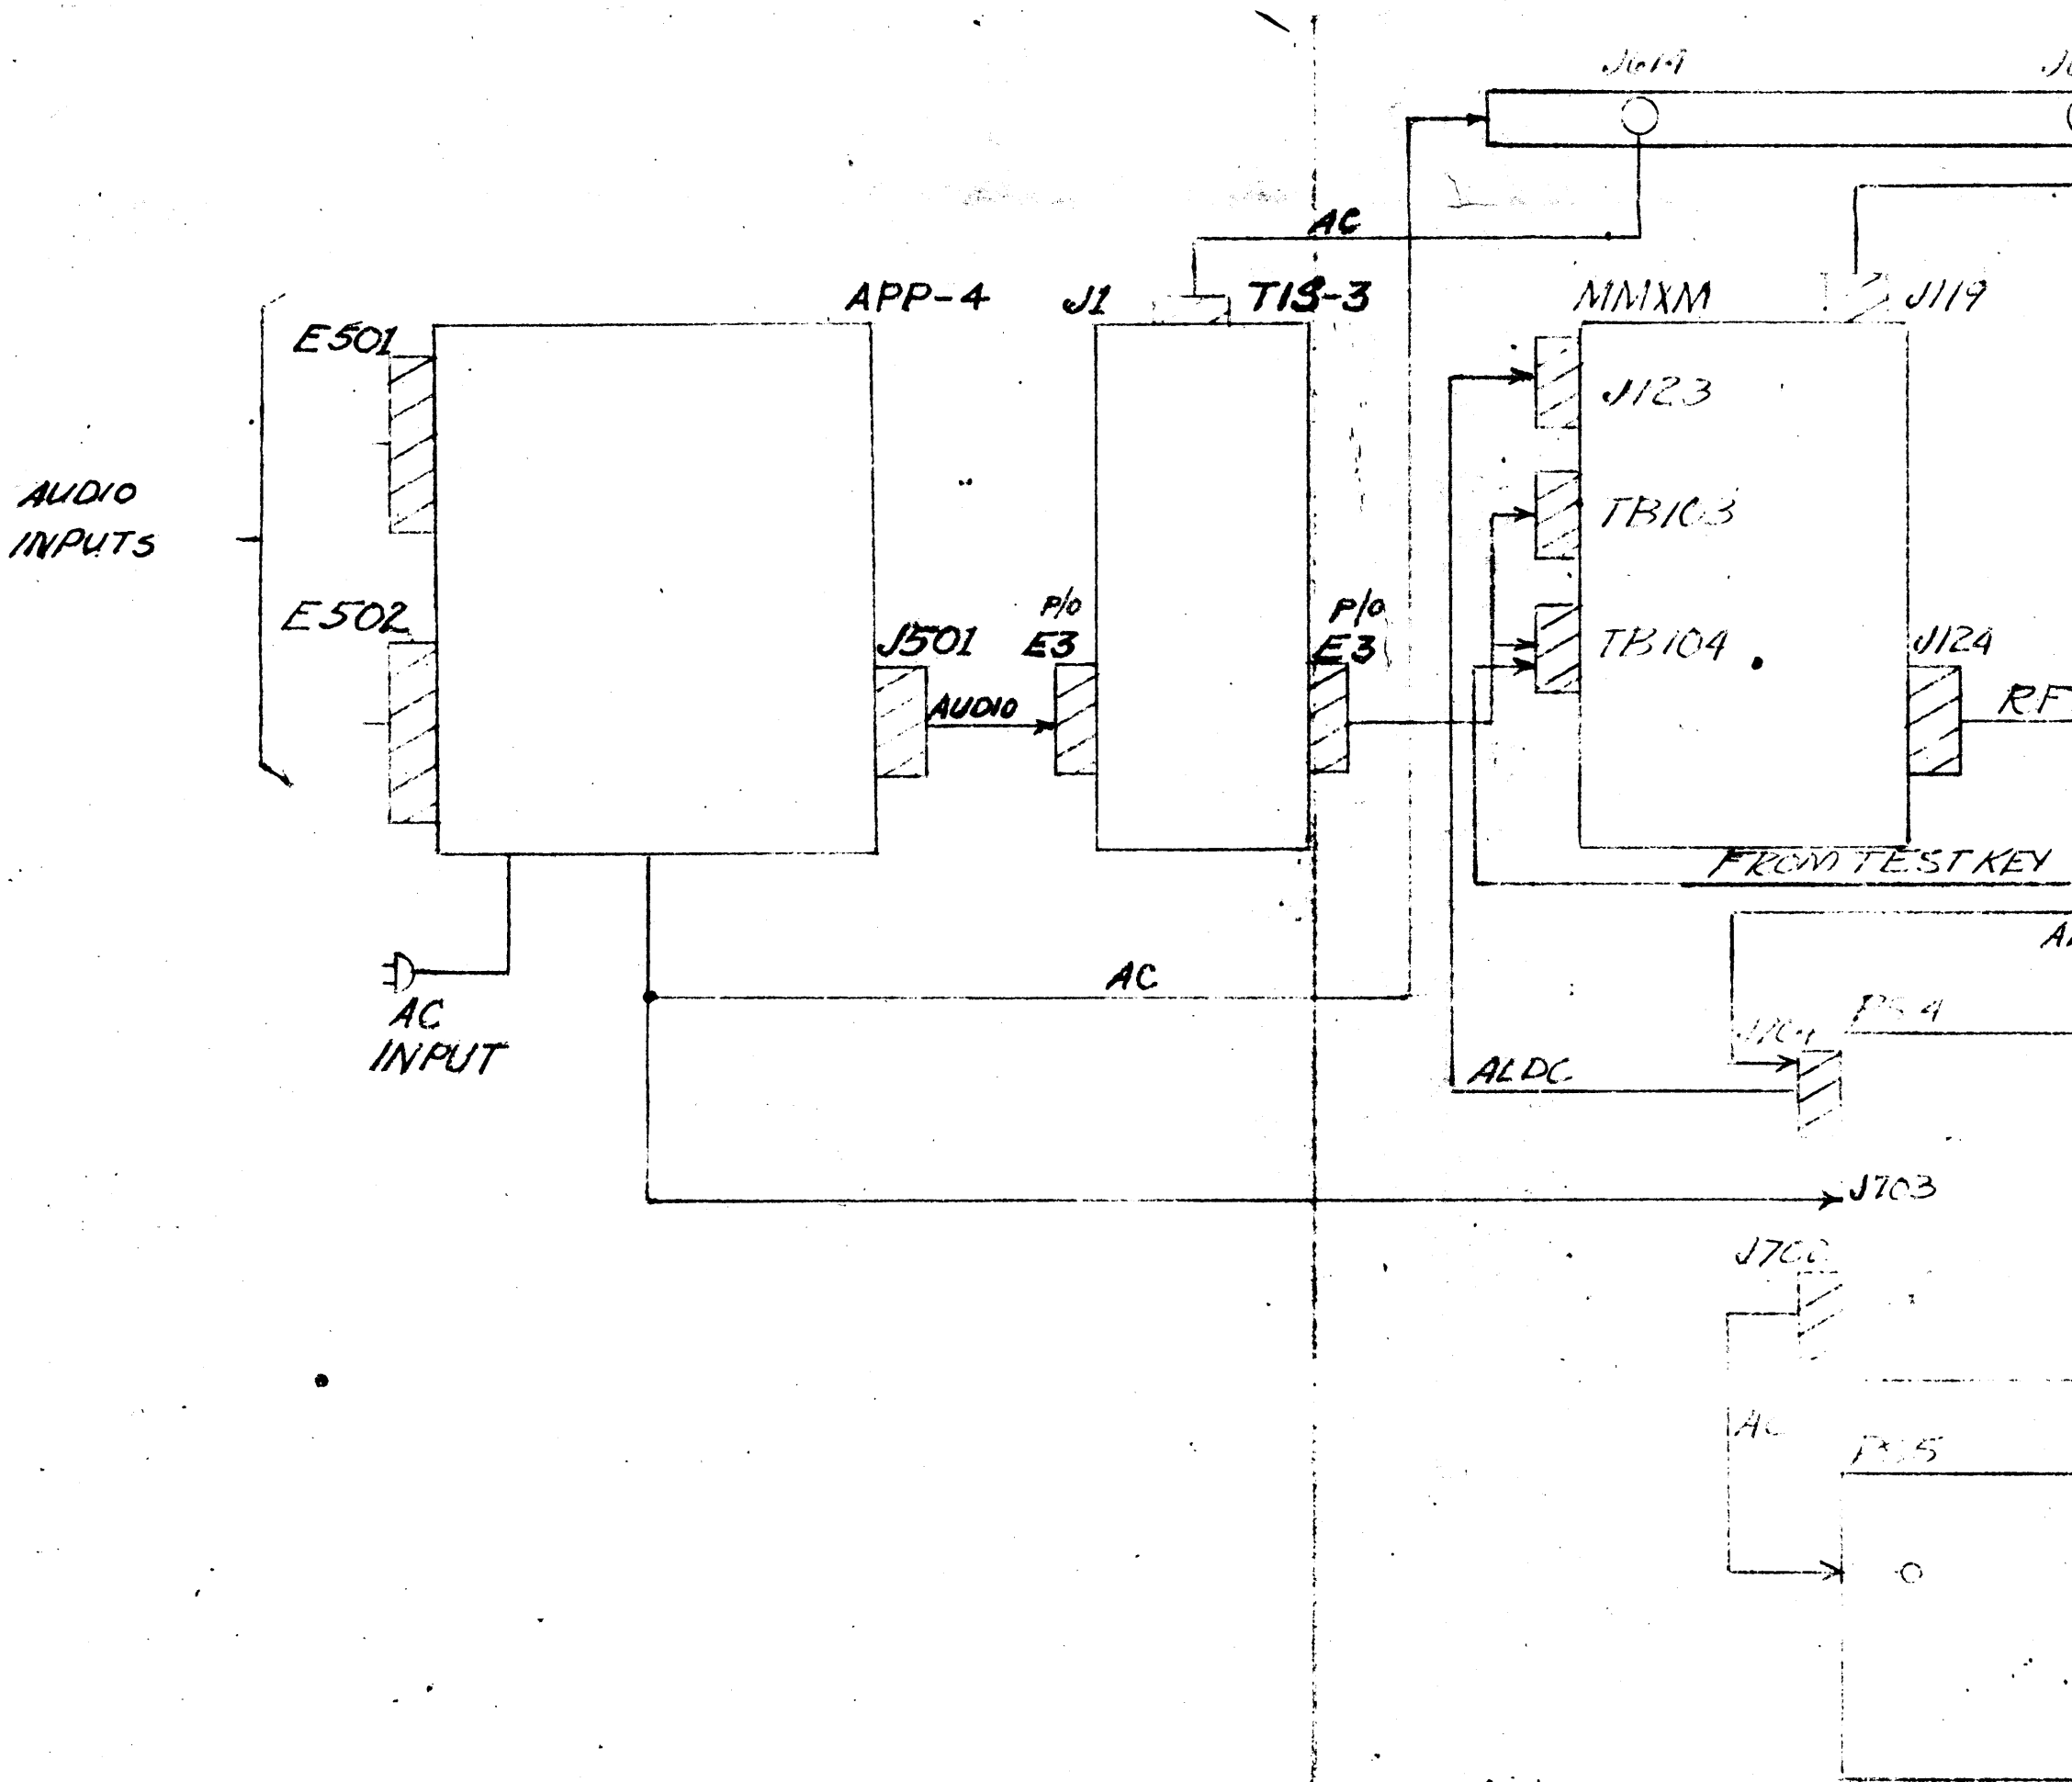 AC
APP-4
J1
TIS-3
MMXM
J119
E501
J123
AUDIO
INPUTS
TB103
E502
J501
P/O
E3
P/O
E3
TB104
J124
AUDIO
RF
FROM TEST KEY
AC
AC
INPUT
ALDC
J703